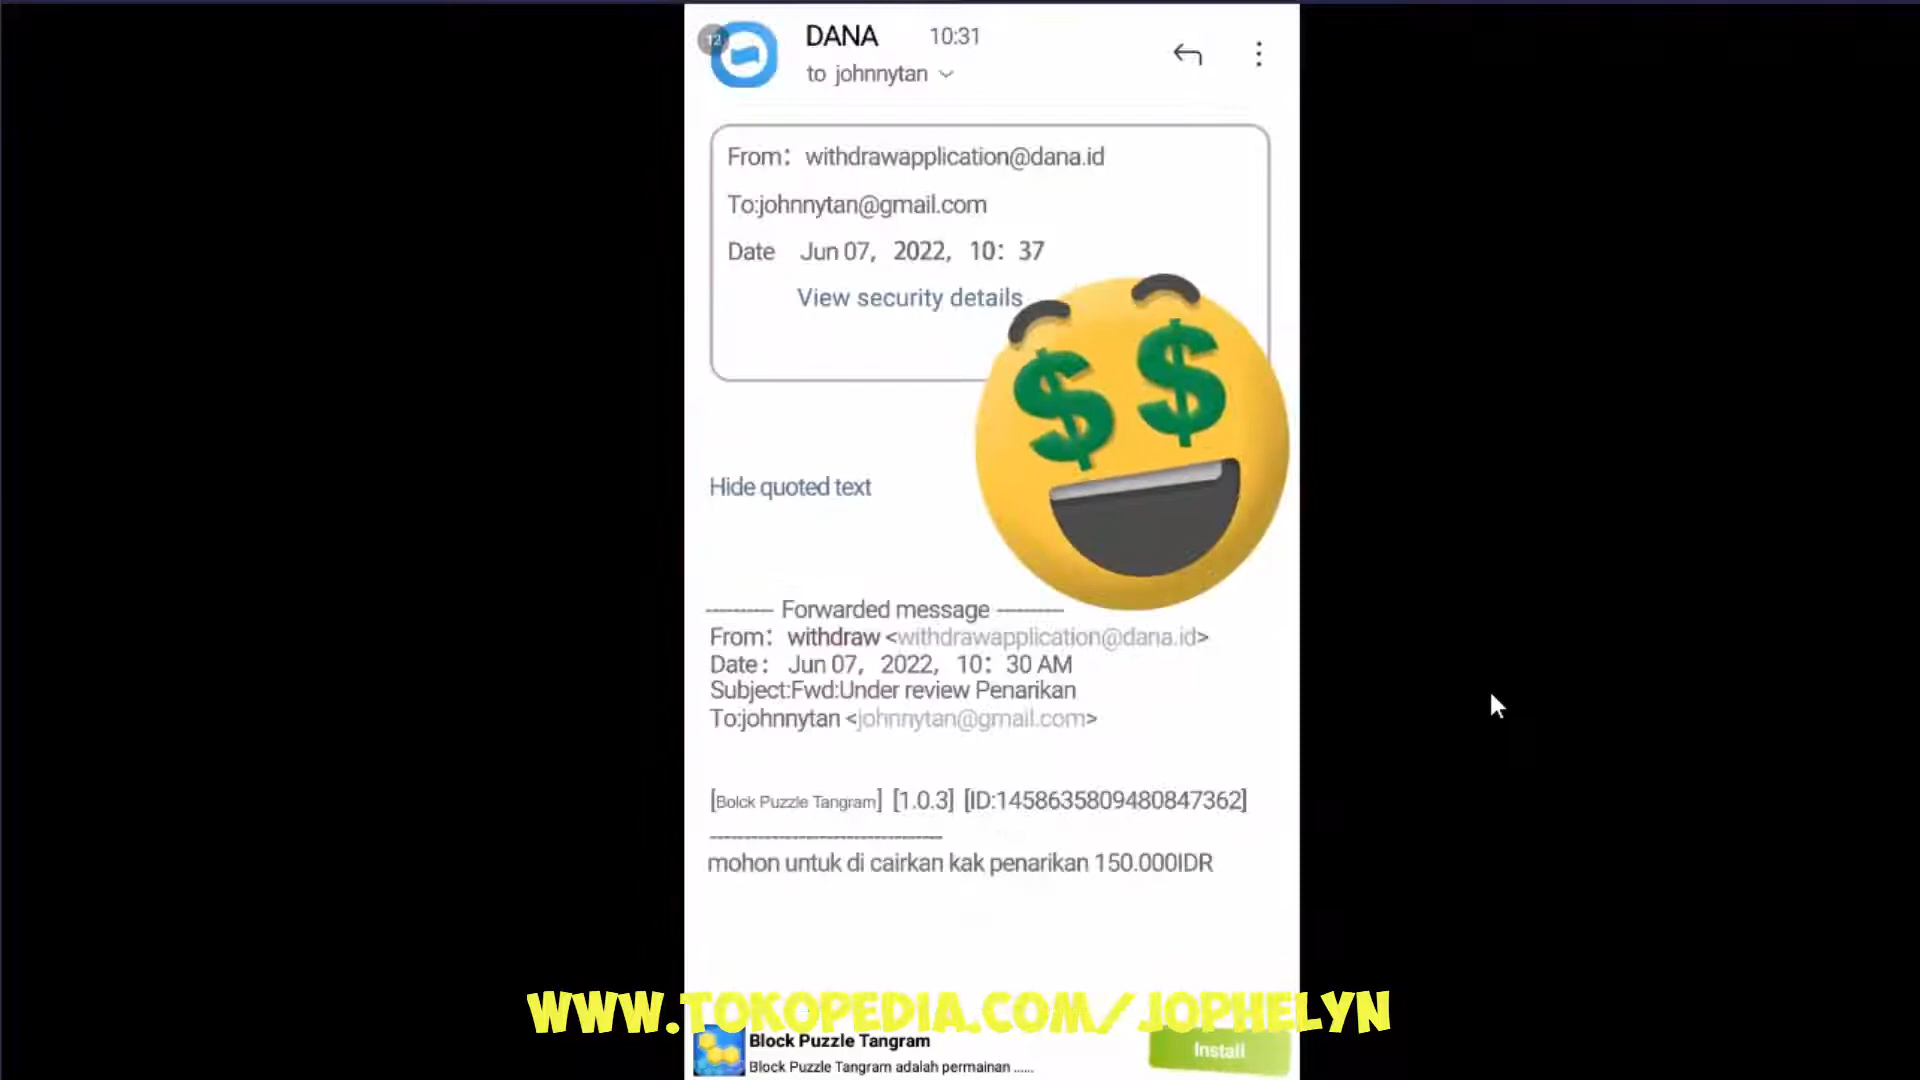 12
DANA 10:31
to johnnytan
From: withdrawapplication@dana.id
To:johnnytan@gmail.com
Date Jun 07, 2022, 10: 37
View security details
Hide quoted text
---------- Forwarded message ----------
From: withdraw <withdrawapplication@dana.id>
Date: Jun 07, 2022, 10: 30 AM
Subject:Fwd:Under review Penarikan
To:johnnytan <johnnytan@gmail.com>
[Bolck Puzzle Tangram] [1.0.3] [ID:1458635809480847362]
----------------------------------
mohon untuk di cairkan kak penarikan 150.000IDR
WWW.TOKOPEDIA.COM/JOPHELYN
Block Puzzle Tangram
Block Puzzle Tangram adalah permainan ......
Install